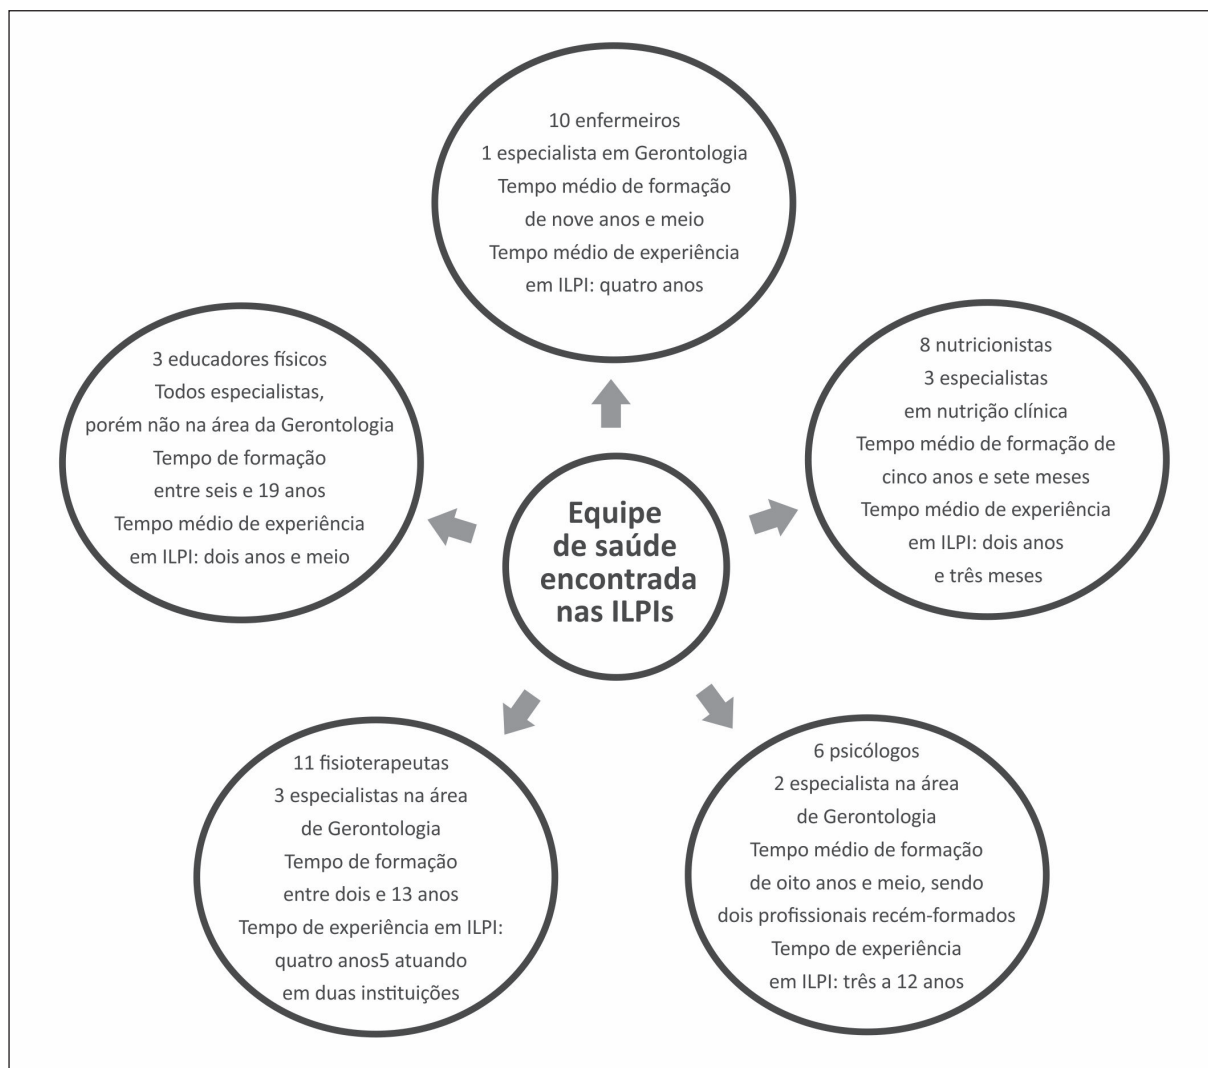 10 enfermeiros
1 especialista em Gerontologia
Tempo médio de formação
de nove anos e meio
Tempo médio de experiência
em ILPI: quatro anos
3 educadores físicos
Todos especialistas,
porém não na área da Gerontologia
Tempo de formação
entre seis e 19 anos
Tempo médio de experiência
em ILPI: dois anos e meio
8 nutricionistas
3 especialistas
em nutrição clínica
Tempo médio de formação de
cinco anos e sete meses
Tempo médio de experiência
em ILPI: dois anos
e três meses
Equipe
de saúde
encontrada
nas ILPIs
11 fisioterapeutas
3 especialistas na área
de Gerontologia
Tempo de formação
entre dois e 13 anos
Tempo de experiência em ILPI:
quatro anos5 atuando
em duas instituições
6 psicólogos
2 especialista na área
de Gerontologia
Tempo médio de formação
de oito anos e meio, sendo
dois profissionais recém-formados
Tempo de experiência
em ILPI: três a 12 anos